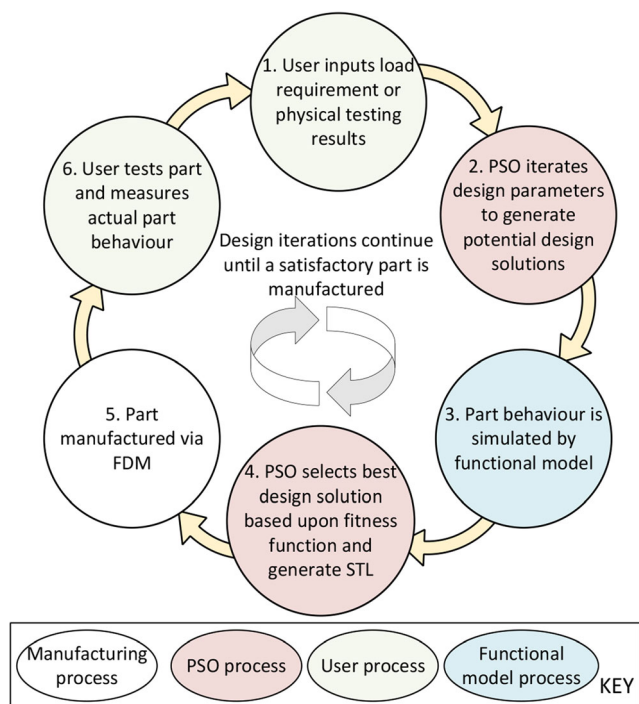 1. User inputs load
requirement or
physical testing
results
2. PSO iterates
design parameters
to generate
potential design
solutions
3. Part behaviour is
simulated by
functional model
4. PSO selects best
design solution
based upon fitness
function and
generate STL
5. Part
manufactured via
FDM
6. User tests part
and measures
actual part
behaviour
Design iterations continue
until a satisfactory part is
manufactured
Manufacturing
process
PSO process
User process
Functional
model process
KEY